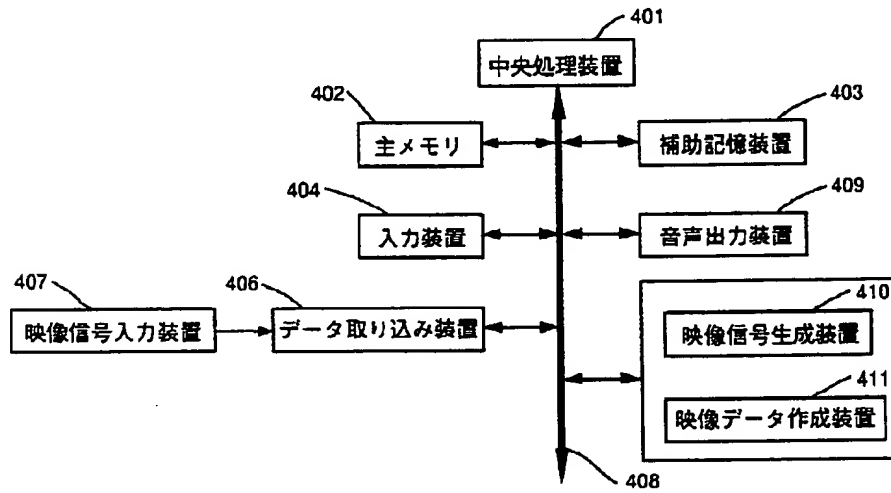 401
中央処理装置
402
主メモリ
403
補助記憶装置
404
入力装置
409
音声出力装置
407
映像信号入力装置
406
データ取り込み装置
410
映像信号生成装置
411
映像データ作成装置
408